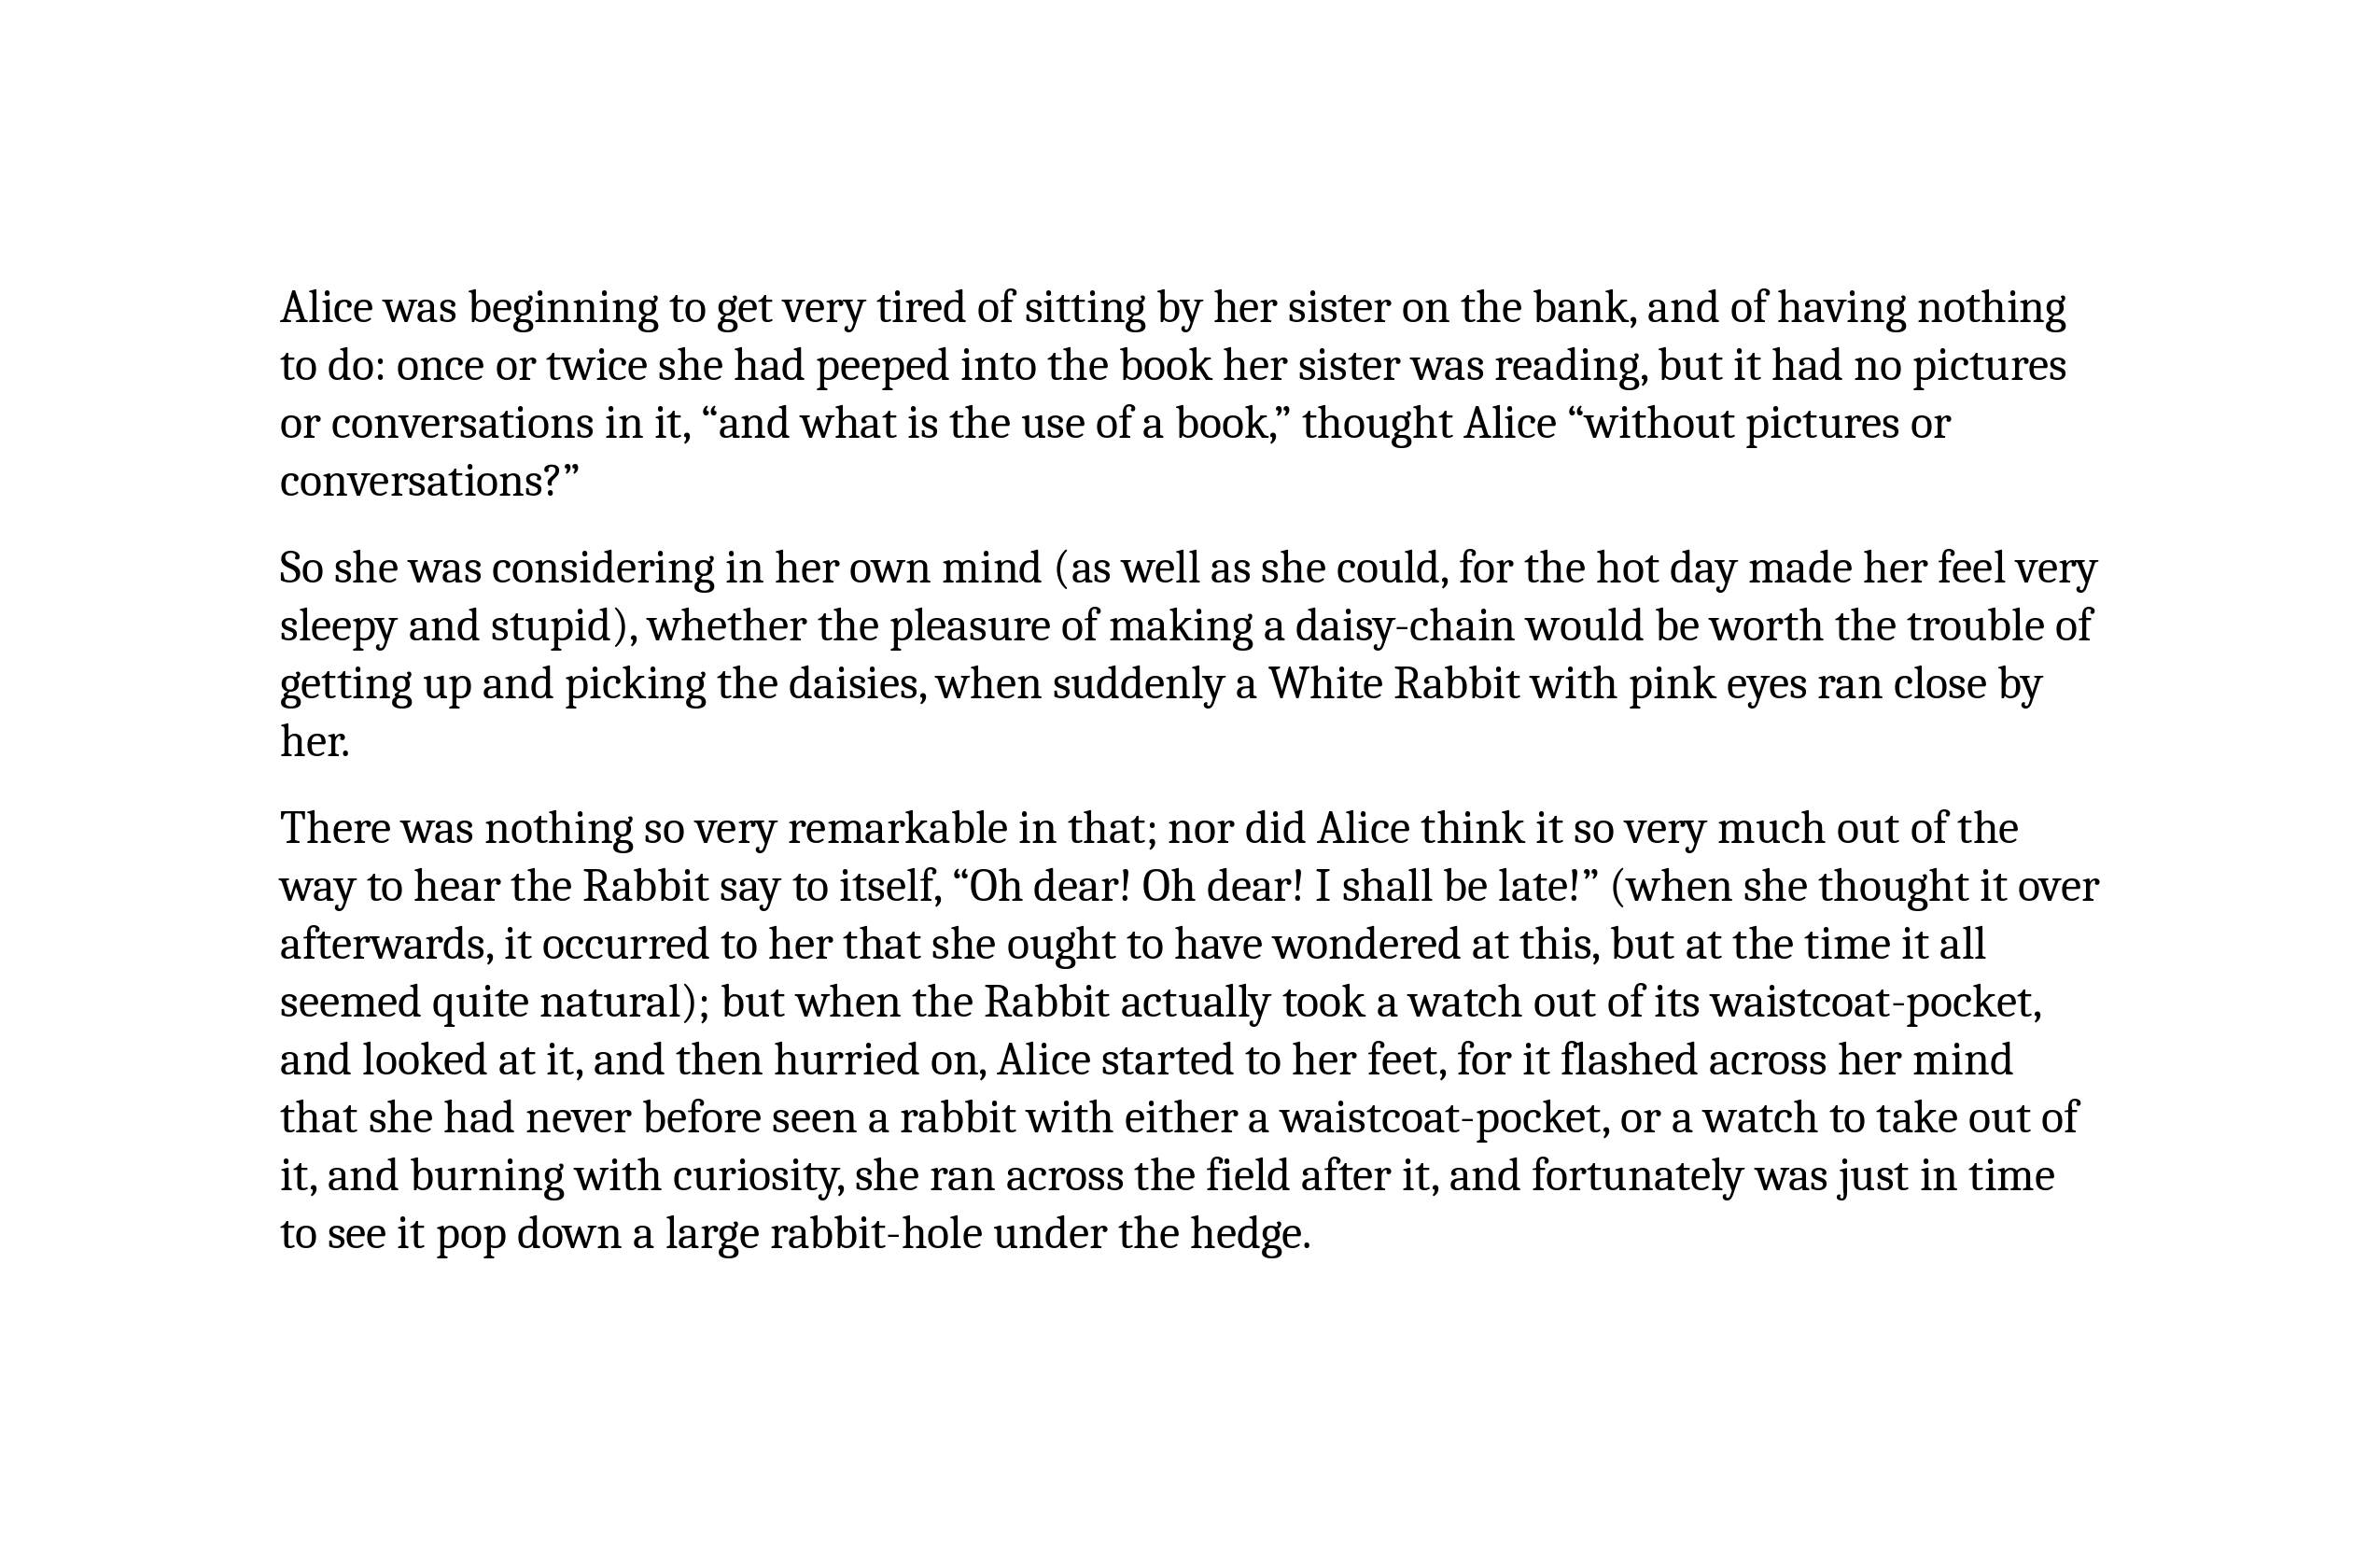 Alice was beginning to get very tired of sitting by her sister on the bank, and of having nothing
to do: once or twice she had peeped into the book her sister was reading, but it had no pictures
or conversations in it, “and what is the use of a book,” thought Alice “without pictures or
conversations?”
So she was considering in her own mind (as well as she could, for the hot day made her feel very
sleepy and stupid), whether the pleasure of making a daisy-chain would be worth the trouble of
getting up and picking the daisies, when suddenly a White Rabbit with pink eyes ran close by
her.
There was nothing so very remarkable in that; nor did Alice think it so very much out of the
way to hear the Rabbit say to itself, “Oh dear! Oh dear! I shall be late!” (when she thought it over
afterwards, it occurred to her that she ought to have wondered at this, but at the time it all
seemed quite natural); but when the Rabbit actually took a watch out of its waistcoat-pocket,
and looked at it, and then hurried on, Alice started to her feet, for it flashed across her mind
that she had never before seen a rabbit with either a waistcoat-pocket, or a watch to take out of
it, and burning with curiosity, she ran across the field after it, and fortunately was just in time
to see it pop down a large rabbit-hole under the hedge.